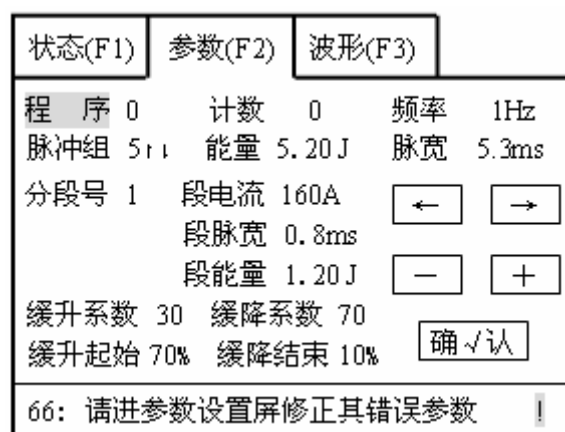 状态(F1) 参数(F2) 波形(F3)
程 序 0 计数 0 频率 1Hz
脉冲组 5↑↓ 能量 5.20J 脉宽 5.3ms
分段号 1 段电流 160A ← →
段脉宽 0.8ms
段能量 1.20J － ＋
缓升系数 30 缓降系数 70
缓升起始 70% 缓降结束 10% 确√认
66: 请进参数设置屏修正其错误参数 !